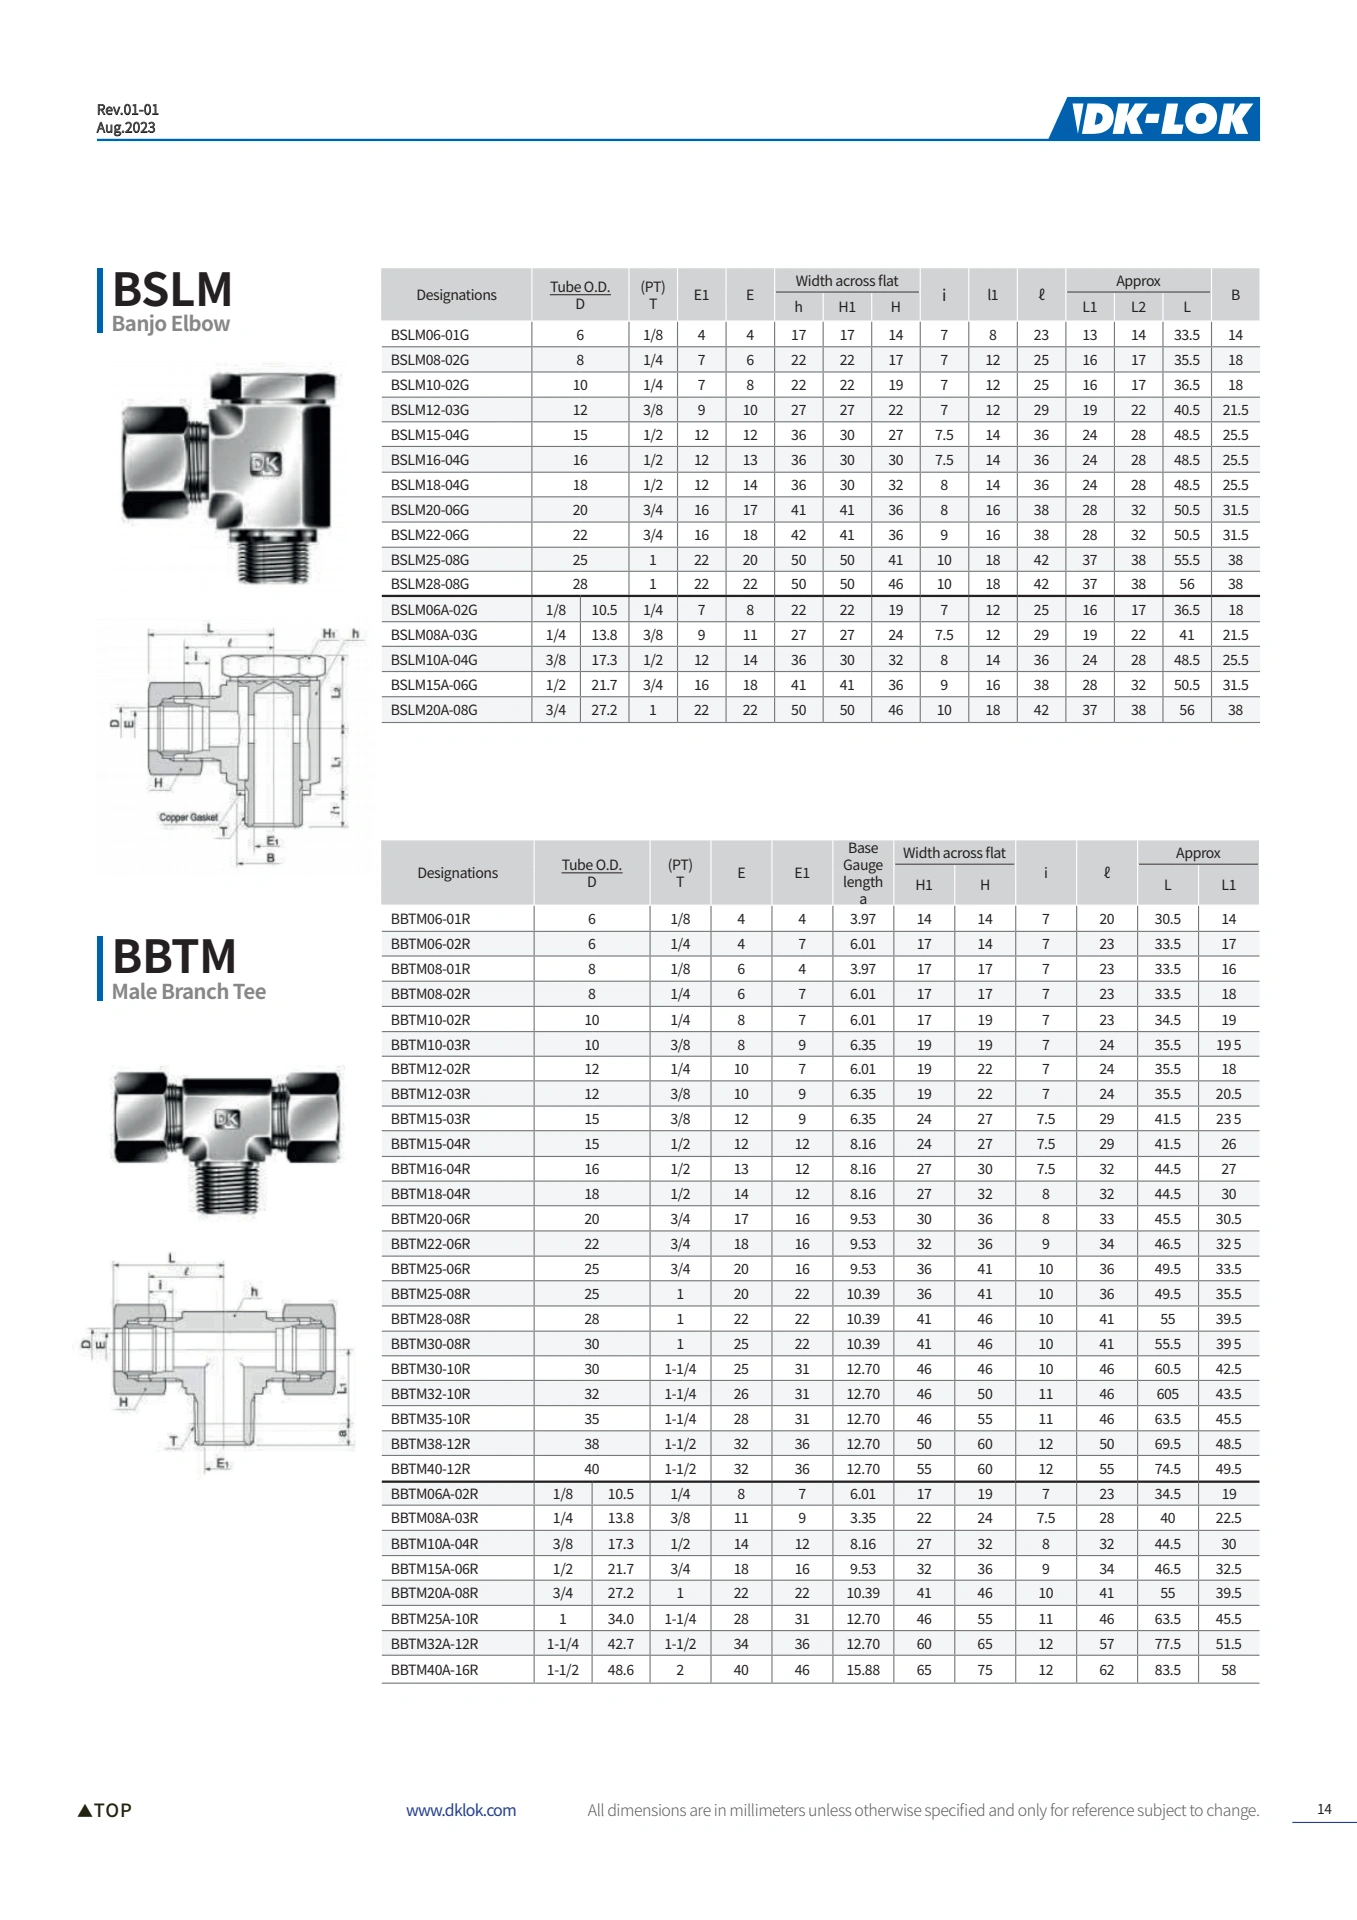 Rev.01-01
Aug.2023
DK-LOK
BSLM
Banjo Elbow
DK
L
ℓ
i
H1 h
L2
D
E
L1
H
Copper Gasket
T
l1
E1
B
Designations Tube O.D. D (PT) T E1 E Width across flat h H1 H i l1 ℓ Approx L1 L2 L B
BSLM06-01G 6 1/8 4 4 17 17 14 7 8 23 13 14 33.5 14
BSLM08-02G 8 1/4 7 6 22 22 17 7 12 25 16 17 35.5 18
BSLM10-02G 10 1/4 7 8 22 22 19 7 12 25 16 17 36.5 18
BSLM12-03G 12 3/8 9 10 27 27 22 7 12 29 19 22 40.5 21.5
BSLM15-04G 15 1/2 12 12 36 30 27 7.5 14 36 24 28 48.5 25.5
BSLM16-04G 16 1/2 12 13 36 30 30 7.5 14 36 24 28 48.5 25.5
BSLM18-04G 18 1/2 12 14 36 30 32 8 14 36 24 28 48.5 25.5
BSLM20-06G 20 3/4 16 17 41 41 36 8 16 38 28 32 50.5 31.5
BSLM22-06G 22 3/4 16 18 42 41 36 9 16 38 28 32 50.5 31.5
BSLM25-08G 25 1 22 20 50 50 41 10 18 42 37 38 55.5 38
BSLM28-08G 28 1 22 22 50 50 46 10 18 42 37 38 56 38
BSLM06A-02G 1/8 10.5 1/4 7 8 22 22 19 7 12 25 16 17 36.5 18
BSLM08A-03G 1/4 13.8 3/8 9 11 27 27 24 7.5 12 29 19 22 41 21.5
BSLM10A-04G 3/8 17.3 1/2 12 14 36 30 32 8 14 36 24 28 48.5 25.5
BSLM15A-06G 1/2 21.7 3/4 16 18 41 41 36 9 16 38 28 32 50.5 31.5
BSLM20A-08G 3/4 27.2 1 22 22 50 50 46 10 18 42 37 38 56 38
BBTM
Male Branch Tee
DK
L
ℓ
i
h
D
E
H
L1
T
a
E1
Designations Tube O.D. D (PT) T E E1 Base Gauge length a Width across flat H1 H i ℓ Approx L L1
BBTM06-01R 6 1/8 4 4 3.97 14 14 7 20 30.5 14
BBTM06-02R 6 1/4 4 7 6.01 17 14 7 23 33.5 17
BBTM08-01R 8 1/8 6 4 3.97 17 17 7 23 33.5 16
BBTM08-02R 8 1/4 6 7 6.01 17 17 7 23 33.5 18
BBTM10-02R 10 1/4 8 7 6.01 17 19 7 23 34.5 19
BBTM10-03R 10 3/8 8 9 6.35 19 19 7 24 35.5 19 5
BBTM12-02R 12 1/4 10 7 6.01 19 22 7 24 35.5 18
BBTM12-03R 12 3/8 10 9 6.35 19 22 7 24 35.5 20.5
BBTM15-03R 15 3/8 12 9 6.35 24 27 7.5 29 41.5 23 5
BBTM15-04R 15 1/2 12 12 8.16 24 27 7.5 29 41.5 26
BBTM16-04R 16 1/2 13 12 8.16 27 30 7.5 32 44.5 27
BBTM18-04R 18 1/2 14 12 8.16 27 32 8 32 44.5 30
BBTM20-06R 20 3/4 17 16 9.53 30 36 8 33 45.5 30.5
BBTM22-06R 22 3/4 18 16 9.53 32 36 9 34 46.5 32 5
BBTM25-06R 25 3/4 20 16 9.53 36 41 10 36 49.5 33.5
BBTM25-08R 25 1 20 22 10.39 36 41 10 36 49.5 35.5
BBTM28-08R 28 1 22 22 10.39 41 46 10 41 55 39.5
BBTM30-08R 30 1 25 22 10.39 41 46 10 41 55.5 39 5
BBTM30-10R 30 1-1/4 25 31 12.70 46 46 10 46 60.5 42.5
BBTM32-10R 32 1-1/4 26 31 12.70 46 50 11 46 605 43.5
BBTM35-10R 35 1-1/4 28 31 12.70 46 55 11 46 63.5 45.5
BBTM38-12R 38 1-1/2 32 36 12.70 50 60 12 50 69.5 48.5
BBTM40-12R 40 1-1/2 32 36 12.70 55 60 12 55 74.5 49.5
BBTM06A-02R 1/8 10.5 1/4 8 7 6.01 17 19 7 23 34.5 19
BBTM08A-03R 1/4 13.8 3/8 11 9 3.35 22 24 7.5 28 40 22.5
BBTM10A-04R 3/8 17.3 1/2 14 12 8.16 27 32 8 32 44.5 30
BBTM15A-06R 1/2 21.7 3/4 18 16 9.53 32 36 9 34 46.5 32.5
BBTM20A-08R 3/4 27.2 1 22 22 10.39 41 46 10 41 55 39.5
BBTM25A-10R 1 34.0 1-1/4 28 31 12.70 46 55 11 46 63.5 45.5
BBTM32A-12R 1-1/4 42.7 1-1/2 34 36 12.70 60 65 12 57 77.5 51.5
BBTM40A-16R 1-1/2 48.6 2 40 46 15.88 65 75 12 62 83.5 58
▲TOP
www.dklok.com
All dimensions are in millimeters unless otherwise specified and only for reference subject to change.
14